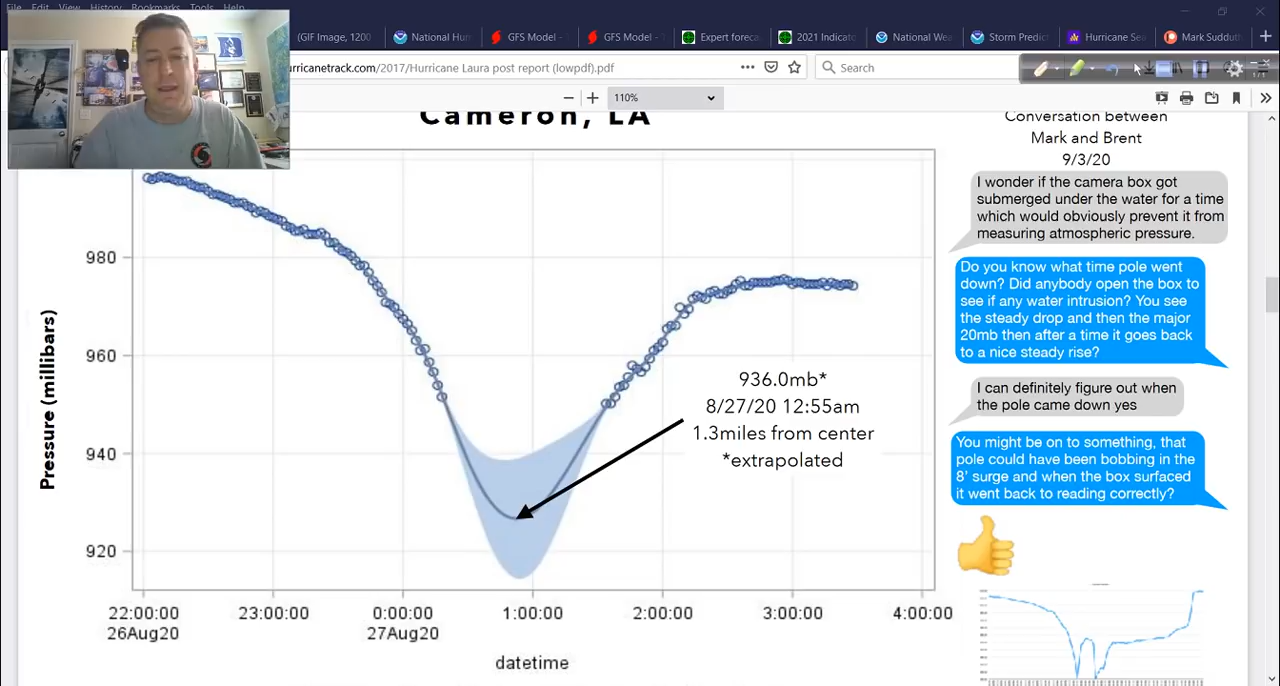 File Edit View History Bookmarks Tools Help
(GIF Image, 1200
National Hurr
GFS Model -
GFS Model -
Expert foreca
2021 Indicato
National Wea
Storm Predic
Hurricane Sea
Mark Sudduth
urricanetrack.com/2017/Hurricane Laura post report (lowpdf).pdf
Search
110%
Cameron, LA
Pressure (millibars)
980
960
940
920
936.0mb*
8/27/20 12:55am
1.3miles from center
*extrapolated
22:00:00
26Aug20
23:00:00
0:00:00
27Aug20
1:00:00
2:00:00
3:00:00
4:00:00
datetime
Conversation between
Mark and Brent
9/3/20
I wonder if the camera box got
submerged under the water for a time
which would obviously prevent it from
measuring atmospheric pressure.
Do you know what time pole went
down? Did anybody open the box to
see if any water intrusion? You see
the steady drop and then the major
20mb then after a time it goes back
to a nice steady rise?
I can definitely figure out when
the pole came down yes
You might be on to something, that
pole could have been bobbing in the
8' surge and when the box surfaced
it went back to reading correctly?